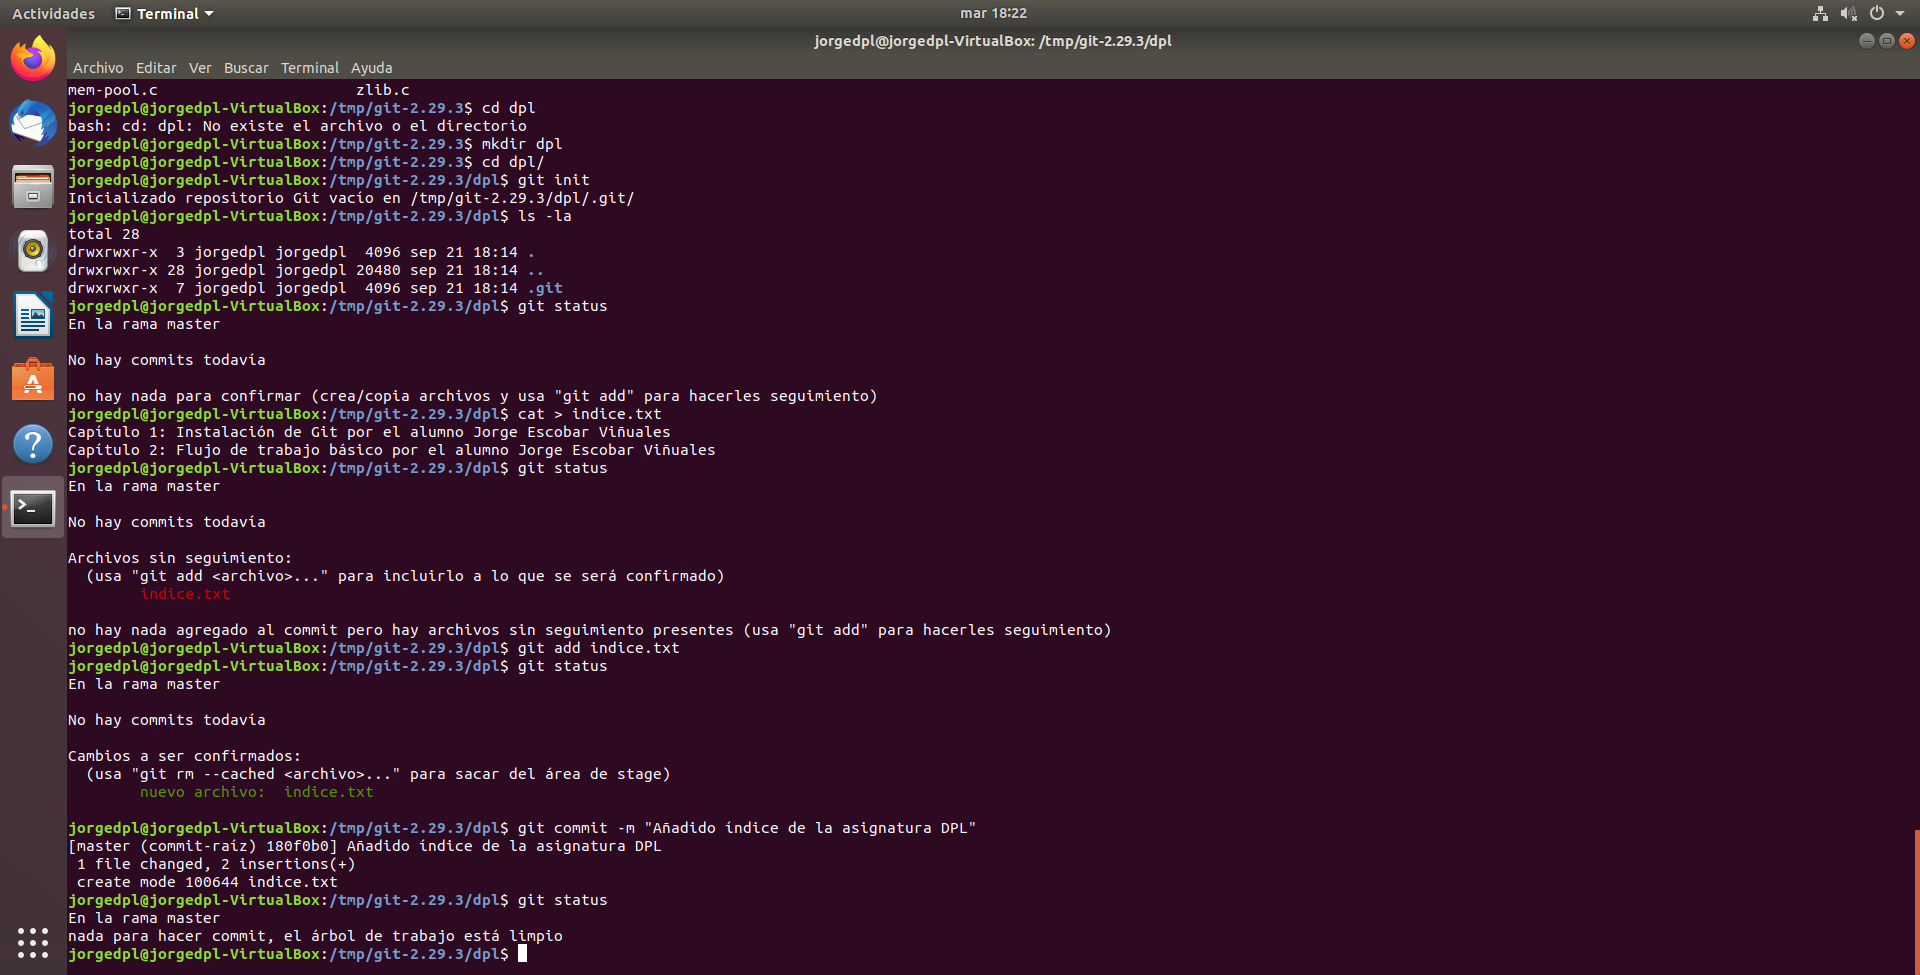 Actividades Terminal mar 18:22
jorgedpl@jorgedpl-VirtualBox: /tmp/git-2.29.3/dpl
Archivo Editar Ver Buscar Terminal Ayuda
mem-pool.c zlib.c
jorgedpl@jorgedpl-VirtualBox:/tmp/git-2.29.3$ cd dpl
bash: cd: dpl: No existe el archivo o el directorio
jorgedpl@jorgedpl-VirtualBox:/tmp/git-2.29.3$ mkdir dpl
jorgedpl@jorgedpl-VirtualBox:/tmp/git-2.29.3$ cd dpl/
jorgedpl@jorgedpl-VirtualBox:/tmp/git-2.29.3/dpl$ git init
Inicializado repositorio Git vacío en /tmp/git-2.29.3/dpl/.git/
jorgedpl@jorgedpl-VirtualBox:/tmp/git-2.29.3/dpl$ ls -la
total 28
drwxrwxr-x  3 jorgedpl jorgedpl  4096 sep 21 18:14 .
drwxrwxr-x 28 jorgedpl jorgedpl 20480 sep 21 18:14 ..
drwxrwxr-x  7 jorgedpl jorgedpl  4096 sep 21 18:14 .git
jorgedpl@jorgedpl-VirtualBox:/tmp/git-2.29.3/dpl$ git status
En la rama master
No hay commits todavía
no hay nada para confirmar (crea/copia archivos y usa "git add" para hacerles seguimiento)
jorgedpl@jorgedpl-VirtualBox:/tmp/git-2.29.3/dpl$ cat > indice.txt
Capítulo 1: Instalación de Git por el alumno Jorge Escobar Viñuales
Capítulo 2: Flujo de trabajo básico por el alumno Jorge Escobar Viñuales
jorgedpl@jorgedpl-VirtualBox:/tmp/git-2.29.3/dpl$ git status
En la rama master
No hay commits todavía
Archivos sin seguimiento:
(usa "git add <archivo>..." para incluirlo a lo que se será confirmado)
indice.txt
no hay nada agregado al commit pero hay archivos sin seguimiento presentes (usa "git add" para hacerles seguimiento)
jorgedpl@jorgedpl-VirtualBox:/tmp/git-2.29.3/dpl$ git add indice.txt
jorgedpl@jorgedpl-VirtualBox:/tmp/git-2.29.3/dpl$ git status
En la rama master
No hay commits todavía
Cambios a ser confirmados:
(usa "git rm --cached <archivo>..." para sacar del área de stage)
nuevo archivo:  indice.txt
jorgedpl@jorgedpl-VirtualBox:/tmp/git-2.29.3/dpl$ git commit -m "Añadido índice de la asignatura DPL"
[master (commit-raíz) 180f0b0] Añadido índice de la asignatura DPL
1 file changed, 2 insertions(+)
create mode 100644 indice.txt
jorgedpl@jorgedpl-VirtualBox:/tmp/git-2.29.3/dpl$ git status
En la rama master
nada para hacer commit, el árbol de trabajo está limpio
jorgedpl@jorgedpl-VirtualBox:/tmp/git-2.29.3/dpl$